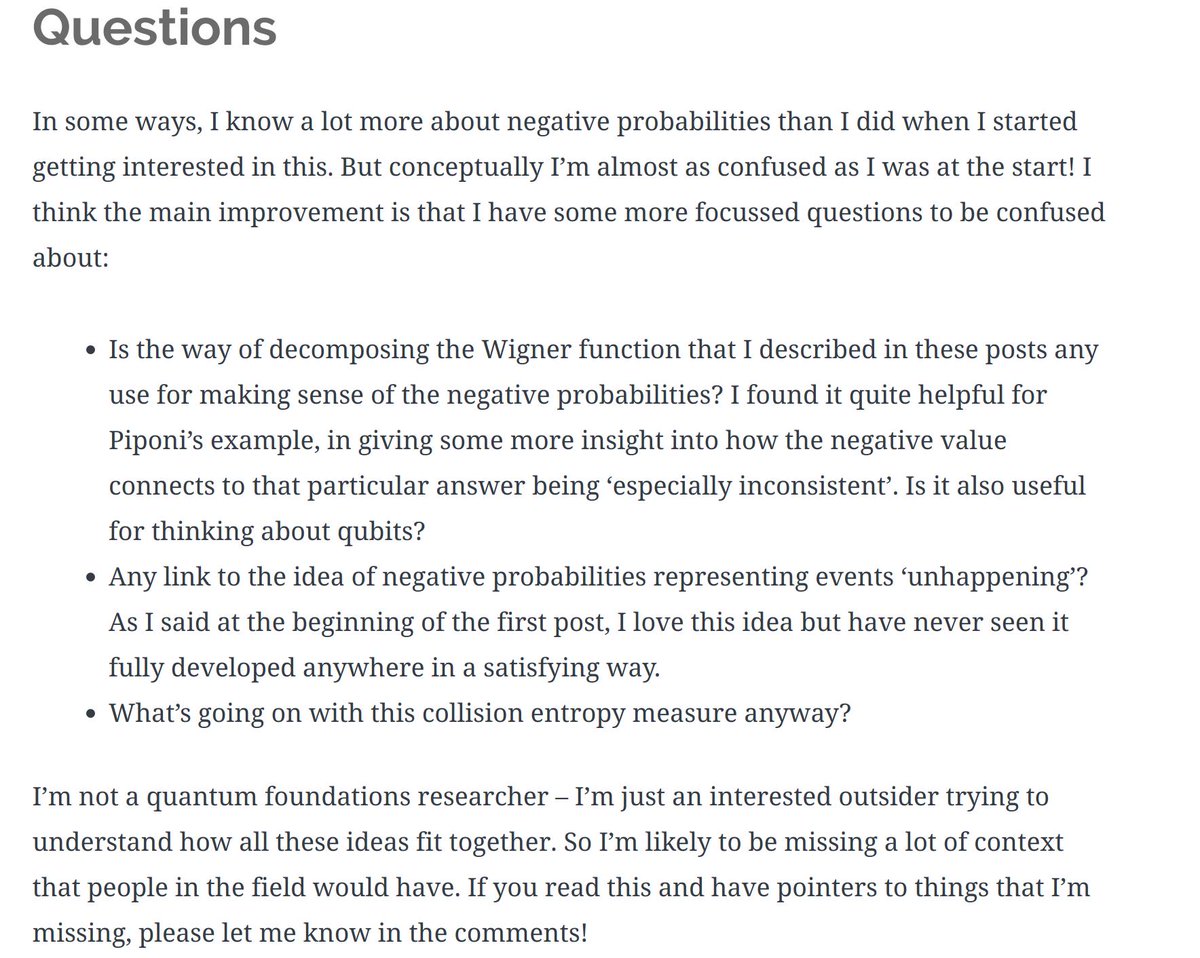 Questions
In some ways, I know a lot more about negative probabilities than I did when I started
getting interested in this. But conceptually I’m almost as confused as I was at the start! I
think the main improvement is that I have some more focussed questions to be confused
about:
• Is the way of decomposing the Wigner function that I described in these posts any
use for making sense of the negative probabilities? I found it quite helpful for
Piponi’s example, in giving some more insight into how the negative value
connects to that particular answer being ‘especially inconsistent’. Is it also useful
for thinking about qubits?
• Any link to the idea of negative probabilities representing events ‘unhappening’?
As I said at the beginning of the first post, I love this idea but have never seen it
fully developed anywhere in a satisfying way.
• What’s going on with this collision entropy measure anyway?
I’m not a quantum foundations researcher – I’m just an interested outsider trying to
understand how all these ideas fit together. So I’m likely to be missing a lot of context
that people in the field would have. If you read this and have pointers to things that I’m
missing, please let me know in the comments!